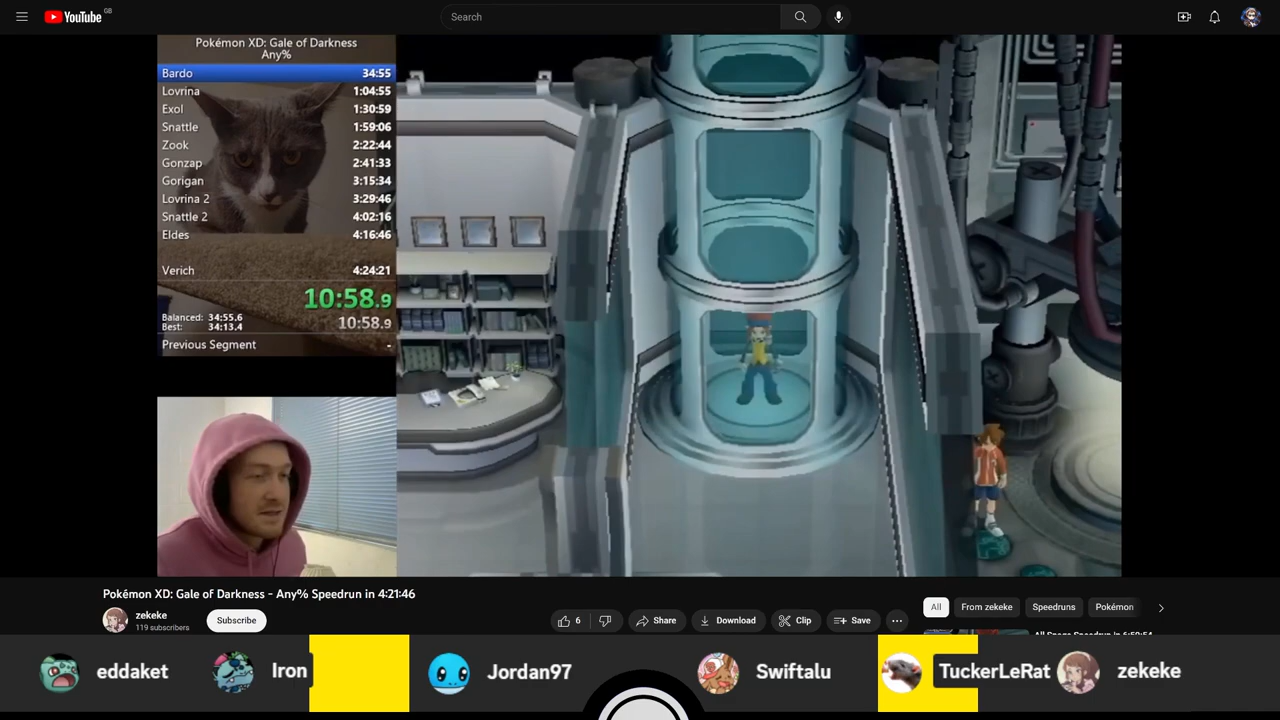 YouTube GB
Search
Pokémon XD: Gale of Darkness
Any%
Bardo 34:55
Lovrina 1:04:55
Exol 1:30:59
Snattle 1:59:06
Zook 2:22:44
Gonzap 2:41:33
Gorigan 3:15:34
Lovrina 2 3:29:46
Snattle 2 4:02:16
Eldes 4:16:46
Verich 4:24:21
10:58.9
Balanced: 34:55.6
Best: 34:13.4
10:58.9
Previous Segment -
Pokémon XD: Gale of Darkness - Any% Speedrun in 4:21:46
zekeke
119 subscribers
Subscribe
6
Share
Download
Clip
Save
All
From zekeke
Speedruns
Pokémon
eddaket
Iron
Jordan97
Swiftalu
TuckerLeRat
zekeke